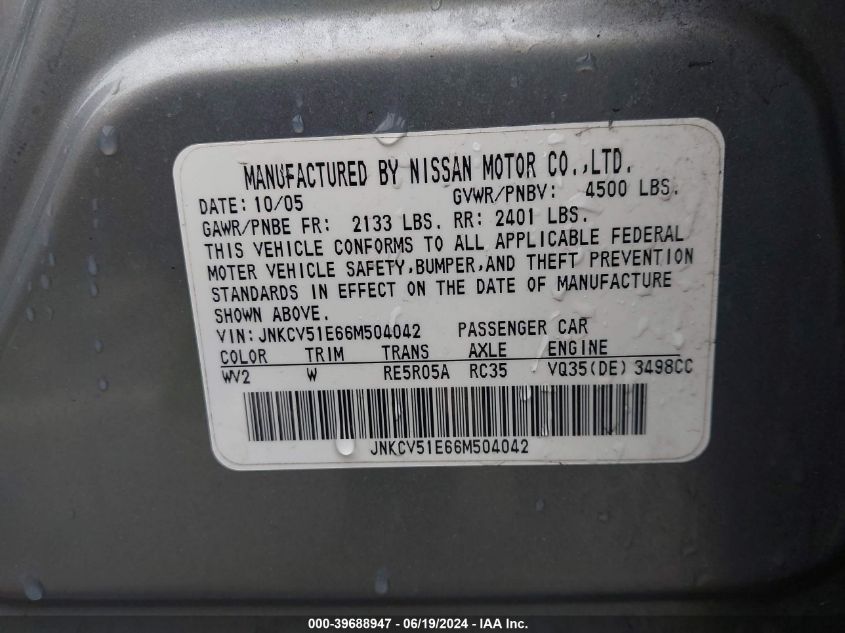 MANUFACTURED BY NISSAN MOTOR CO.,LTD.
DATE: 10/05 GVWR/PNBV: 4500 LBS.
GAWR/PNBE FR: 2133 LBS. RR: 2401 LBS.
THIS VEHICLE CONFORMS TO ALL APPLICABLE FEDERAL
MOTER VEHICLE SAFETY,BUMPER,AND THEFT PREVENTION
STANDARDS IN EFFECT ON THE DATE OF MANUFACTURE
SHOWN ABOVE.
VIN: JNKCV51E66M504042 PASSENGER CAR
COLOR TRIM TRANS AXLE ENGINE
WV2 W RE5R05A RC35 VQ35(DE) 3498CC
JNKCV51E66M504042
000-39688947 - 06/19/2024 - IAA Inc.